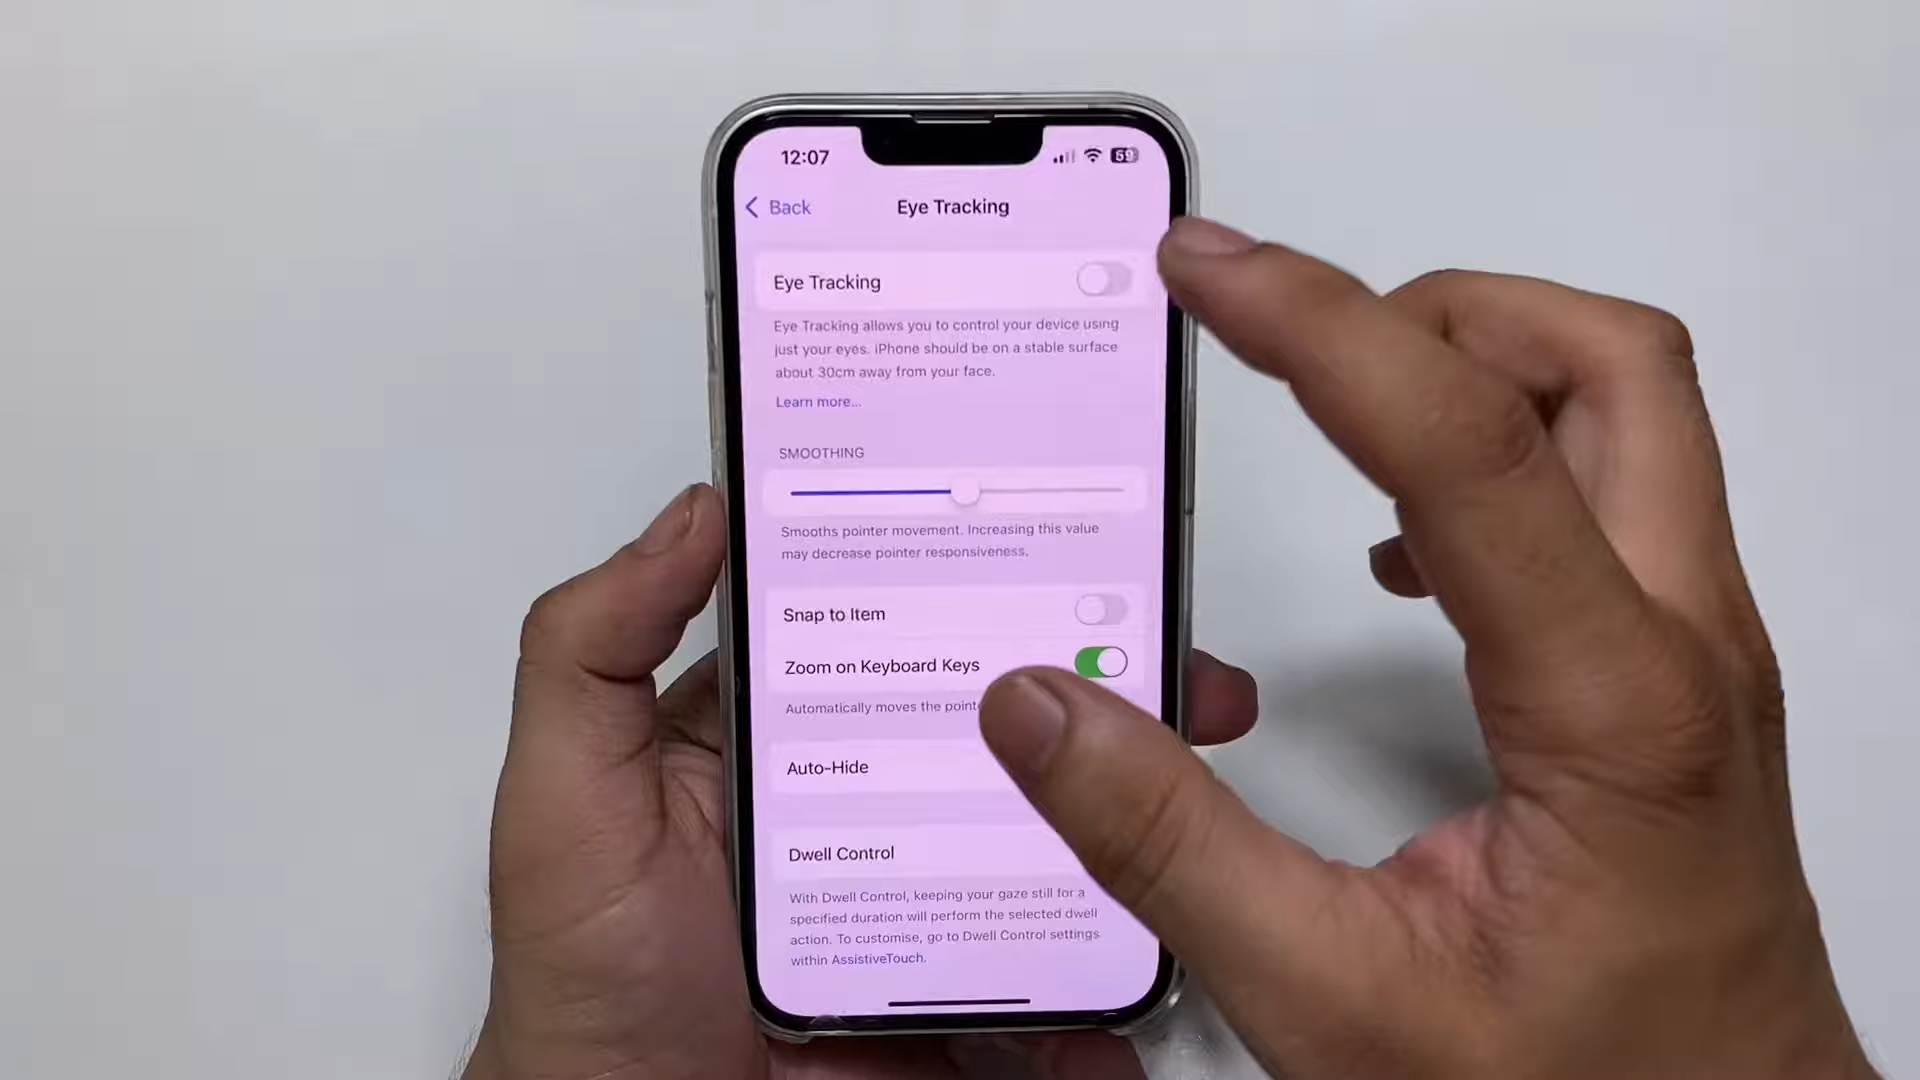 12:07
59
Back
Eye Tracking
Eye Tracking
Eye Tracking allows you to control your device using
just your eyes. iPhone should be on a stable surface
about 30cm away from your face.
Learn more...
SMOOTHING
Smooths pointer movement. Increasing this value
may decrease pointer responsiveness.
Snap to Item
Zoom on Keyboard Keys
Automatically moves the
Auto-Hide
Dwell Control
With Dwell Control, keeping your gaze still for a
specified duration will perform the selected dwell
action. To customise, go to Dwell Control settings
within AssistiveTouch.